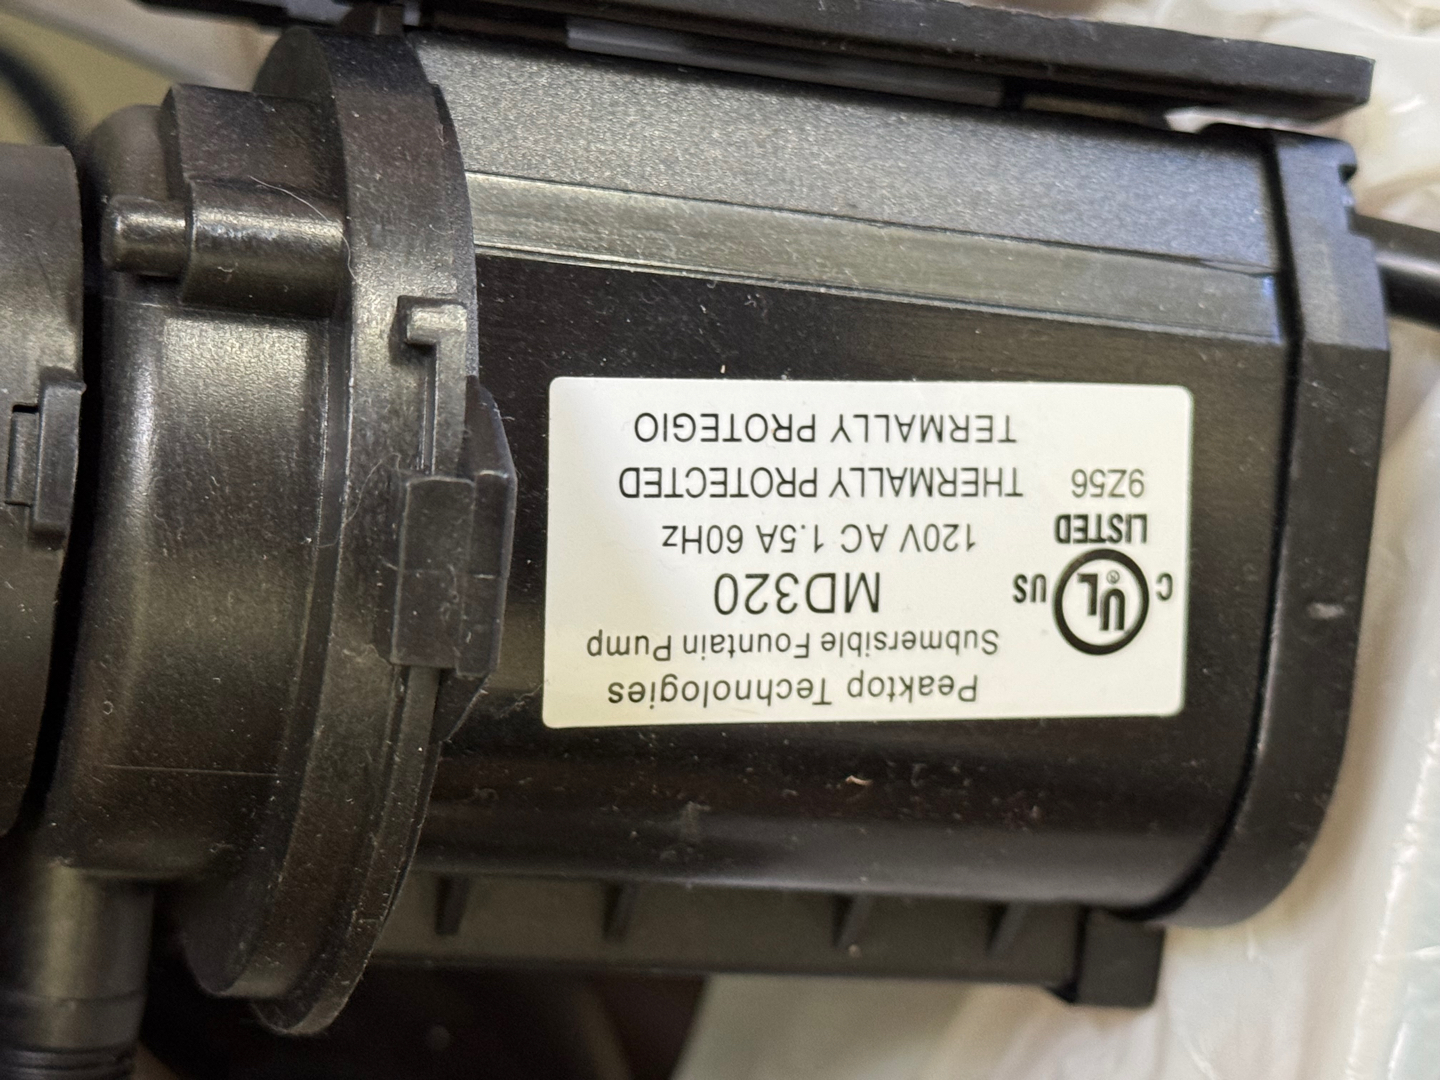 Peaktop Technologies
Submersible Fountain Pump
MD320
120V AC 1.5A 60Hz
THERMALLY PROTECTED
TERMALLY PROTEGIO
C UL ® US
LISTED
9Z56